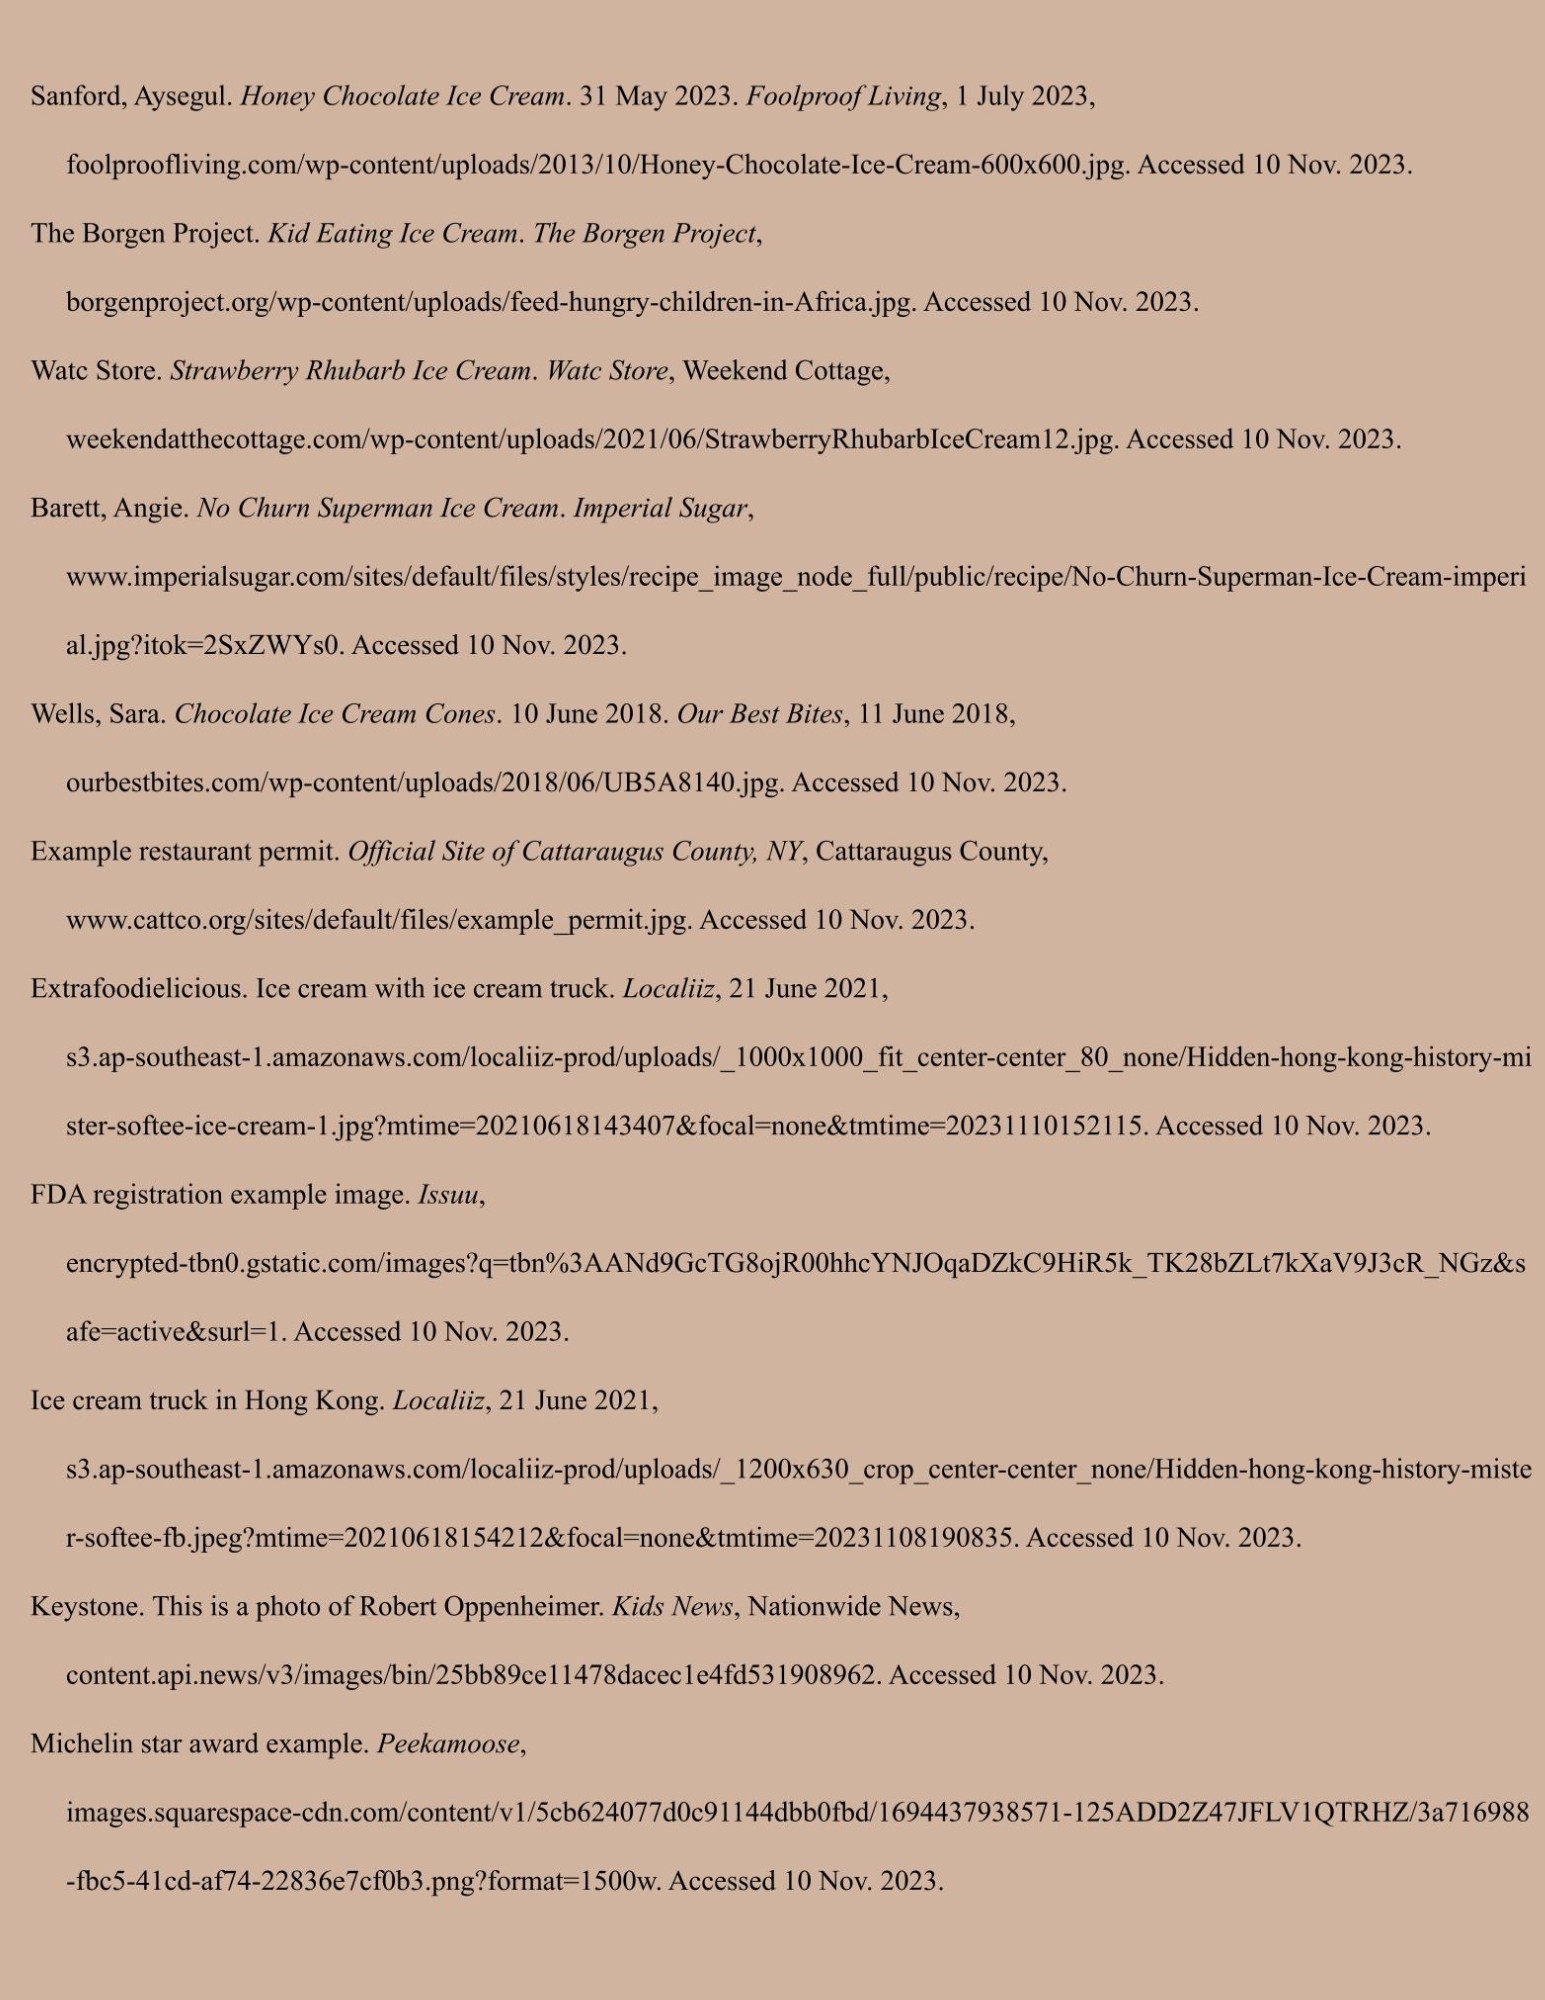 Sanford, Aysegul. Honey Chocolate Ice Cream. 31 May 2023. Foolproof Living, 1 July 2023,
foolproofliving.com/wp-content/uploads/2013/10/Honey-Chocolate-Ice-Cream-600x600.jpg. Accessed 10 Nov. 2023.
The Borgen Project. Kid Eating Ice Cream. The Borgen Project,
borgenproject.org/wp-content/uploads/feed-hungry-children-in-Africa.jpg. Accessed 10 Nov. 2023.
Watc Store. Strawberry Rhubarb Ice Cream. Watc Store, Weekend Cottage,
weekendatthecottage.com/wp-content/uploads/2021/06/StrawberryRhubarbIceCream12.jpg. Accessed 10 Nov. 2023.
Barett, Angie. No Churn Superman Ice Cream. Imperial Sugar,
www.imperialsugar.com/sites/default/files/styles/recipe_image_node_full/public/recipe/No-Churn-Superman-Ice-Cream-imperi
al.jpg?itok=2SxZWYs0. Accessed 10 Nov. 2023.
Wells, Sara. Chocolate Ice Cream Cones. 10 June 2018. Our Best Bites, 11 June 2018,
ourbestbites.com/wp-content/uploads/2018/06/UB5A8140.jpg. Accessed 10 Nov. 2023.
Example restaurant permit. Official Site of Cattaraugus County, NY, Cattaraugus County,
www.cattco.org/sites/default/files/example_permit.jpg. Accessed 10 Nov. 2023.
Extrafoodielicious. Ice cream with ice cream truck. Localiiz, 21 June 2021,
s3.ap-southeast-1.amazonaws.com/localiiz-prod/uploads/_1000x1000_fit_center-center_80_none/Hidden-hong-kong-history-mi
ster-softee-ice-cream-1.jpg?mtime=20210618143407&focal=none&tmtime=20231110152115. Accessed 10 Nov. 2023.
FDA registration example image. Issuu,
encrypted-tbn0.gstatic.com/images?q=tbn%3AANd9GcTG8ojR00hhcYNJOqaDZkC9HiR5k_TK28bZLt7kXaV9J3cR_NGz&s
afe=active&surl=1. Accessed 10 Nov. 2023.
Ice cream truck in Hong Kong. Localiiz, 21 June 2021,
s3.ap-southeast-1.amazonaws.com/localiiz-prod/uploads/_1200x630_crop_center-center_none/Hidden-hong-kong-history-miste
r-softee-fb.jpeg?mtime=20210618154212&focal=none&tmtime=20231108190835. Accessed 10 Nov. 2023.
Keystone. This is a photo of Robert Oppenheimer. Kids News, Nationwide News,
content.api.news/v3/images/bin/25bb89ce11478dacec1e4fd531908962. Accessed 10 Nov. 2023.
Michelin star award example. Peekamoose,
images.squarespace-cdn.com/content/v1/5cb624077d0c91144dbb0fbd/1694437938571-125ADD2Z47JFLV1QTRHZ/3a716988
-fbc5-41cd-af74-22836e7cf0b3.png?format=1500w. Accessed 10 Nov. 2023.